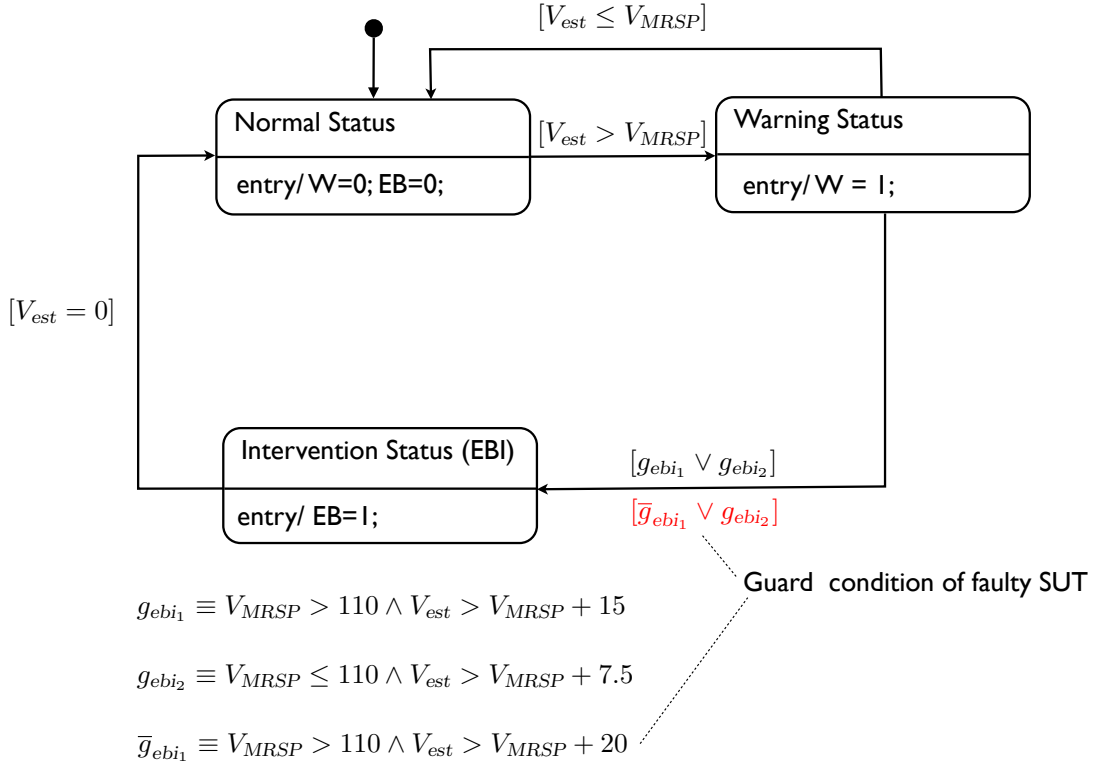 [V_est ≤ V_MRSP]
Normal Status
[V_est > V_MRSP]
Warning Status
entry/ W=0; EB=0;
entry/ W = 1;
[V_est = 0]
Intervention Status (EBI)
[g_ebi₁ ∨ g_ebi₂]
entry/ EB=1;
[g̅_ebi₁ ∨ g_ebi₂]
Guard condition of faulty SUT
g_ebi₁ ≡ V_MRSP > 110 ∧ V_est > V_MRSP + 15
g_ebi₂ ≡ V_MRSP ≤ 110 ∧ V_est > V_MRSP + 7.5
g̅_ebi₁ ≡ V_MRSP > 110 ∧ V_est > V_MRSP + 20